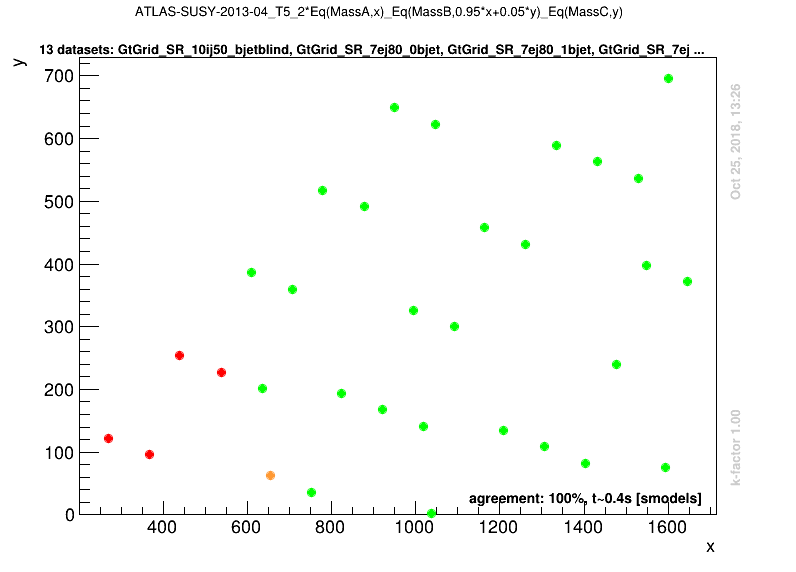 ATLAS-SUSY-2013-04_T5_2*Eq(MassA,x)_Eq(MassB,0.95*x+0.05*y)_Eq(MassC,y)
13 datasets: GtGrid_SR_10ij50_bjetblind, GtGrid_SR_7ej80_0bjet, GtGrid_SR_7ej80_1bjet, GtGrid_SR_7ej ...
y
700
600
500
400
300
200
100
0
400
600
800
1000
1200
1400
1600
x
agreement: 100%, t~0.4s [smodels]
Oct 25, 2018, 13:26
k-factor 1.00